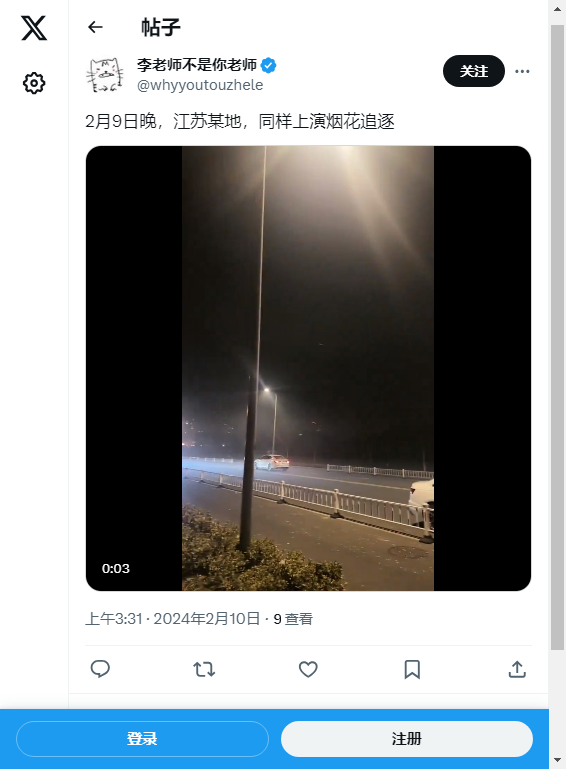 帖子
李老师不是你老师
@whyyoutouzhele
关注
2月9日晚，江苏某地，同样上演烟花追逐
0:03
上午3:31 · 2024年2月10日 · 9 查看
登录
注册